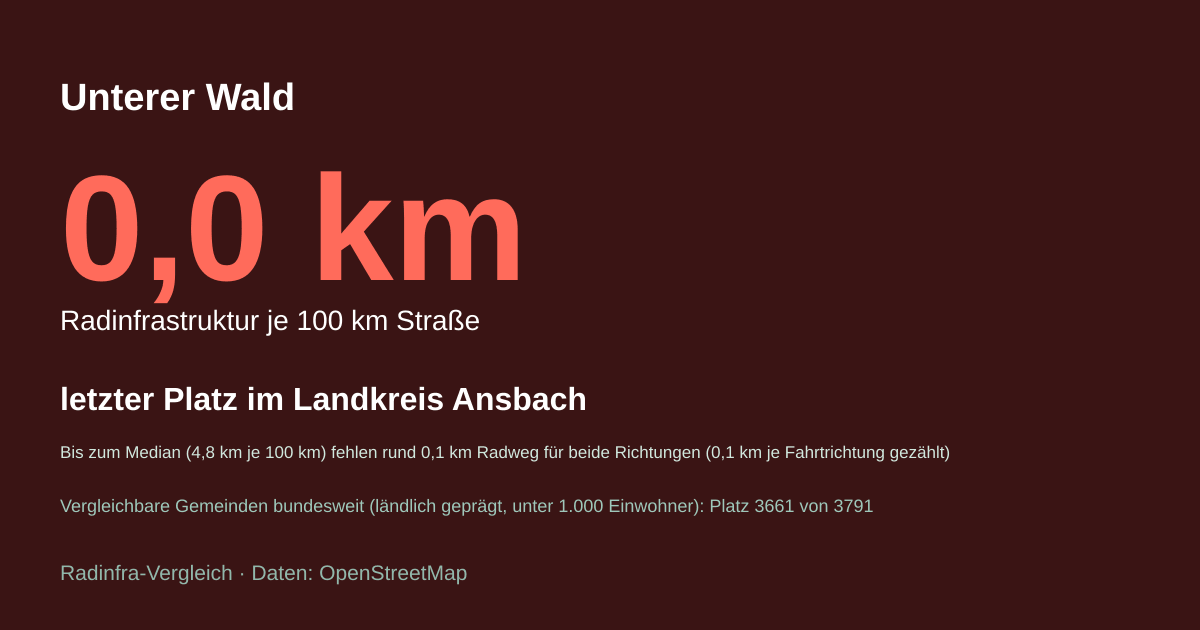 Unterer Wald
0,0 km
Radinfrastruktur je 100 km Straße
letzter Platz im Landkreis Ansbach
Bis zum Median (4,8 km je 100 km) fehlen rund 0,1 km Radweg für beide Richtungen (0,1 km je Fahrtrichtung gezählt)
Vergleichbare Gemeinden bundesweit (ländlich geprägt, unter 1.000 Einwohner): Platz 3661 von 3791
Radinfra-Vergleich · Daten: OpenStreetMap